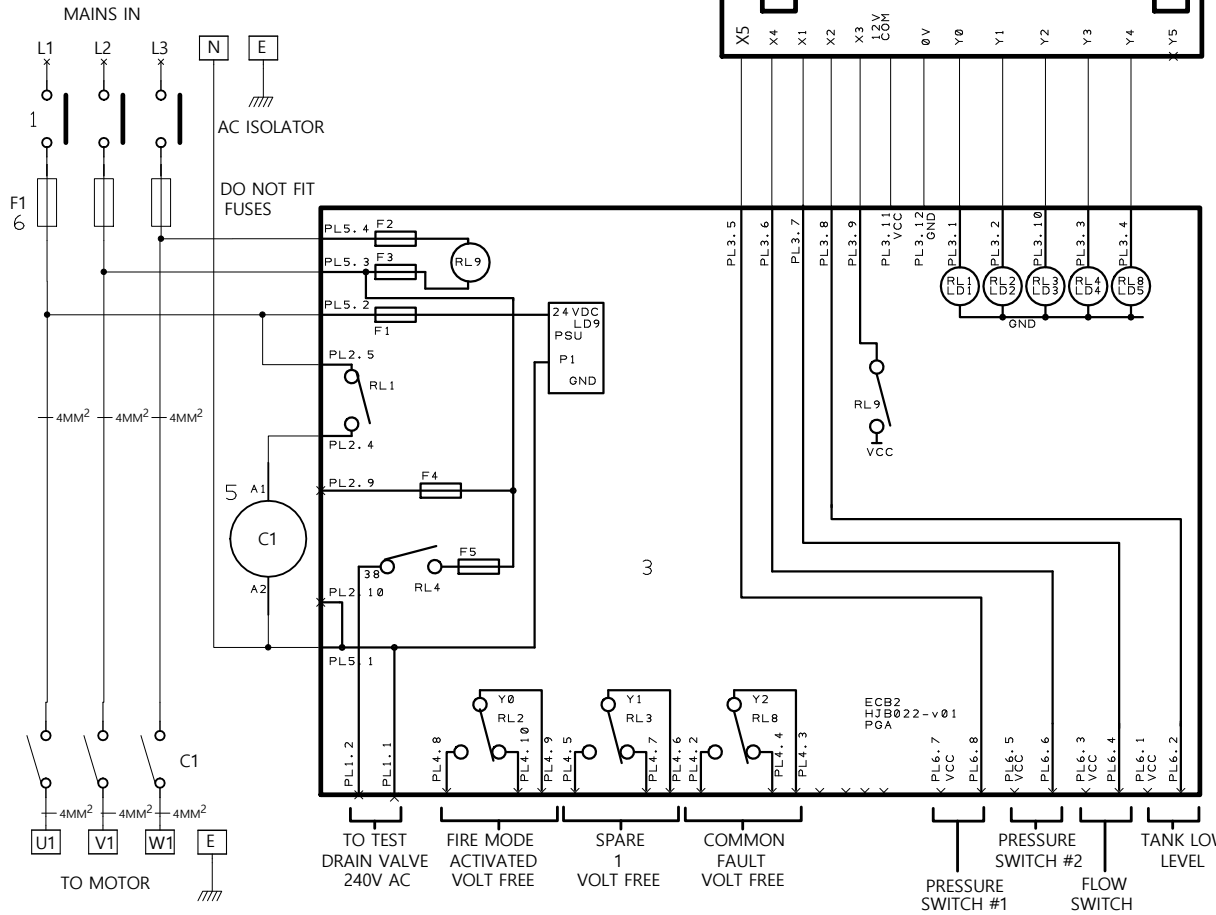 MAINS IN
L1
L2
L3
N
E
1
AC ISOLATOR
F1
6
DO NOT FIT
FUSES
X5
X4
X1
X2
X3
12V
COM
0V
Y0
Y1
Y2
Y3
Y4
Y5
PL5.4
F2
PL5.3
F3
RL9
PL5.2
F1
24VDC
LD9
PSU
P1
GND
PL2.5
RL1
PL2.4
PL2.9
F4
38
RL4
F5
PL2.10
PL5.1
3
PL3.5
PL3.6
PL3.7
PL3.8
PL3.9
PL3.11
VCC
PL3.12
GND
PL3.1
PL3.2
PL3.10
PL3.3
PL3.4
RL1
LD1
RL2
LD2
RL3
LD3
RL4
LD4
RL8
LD5
GND
RL9
VCC
4MM²
4MM²
4MM²
5
A1
C1
A2
C1
4MM²
4MM²
4MM²
U1
V1
W1
E
TO MOTOR
PL1.2
PL1.1
Y0
RL2
PL4.8
PL4.10
PL4.9
Y1
RL3
PL4.5
PL4.7
PL4.6
Y2
RL8
PL4.2
PL4.4
PL4.3
ECB2
HJB022-v01
PGA
PL6.7
VCC
PL6.8
PL6.5
VCC
PL6.6
PL6.3
VCC
PL6.4
PL6.1
VCC
PL6.2
TO TEST
DRAIN VALVE
240V AC
FIRE MODE
ACTIVATED
VOLT FREE
SPARE
1
VOLT FREE
COMMON
FAULT
VOLT FREE
PRESSURE
SWITCH #1
PRESSURE
SWITCH #2
FLOW
SWITCH
TANK LOW
LEVEL